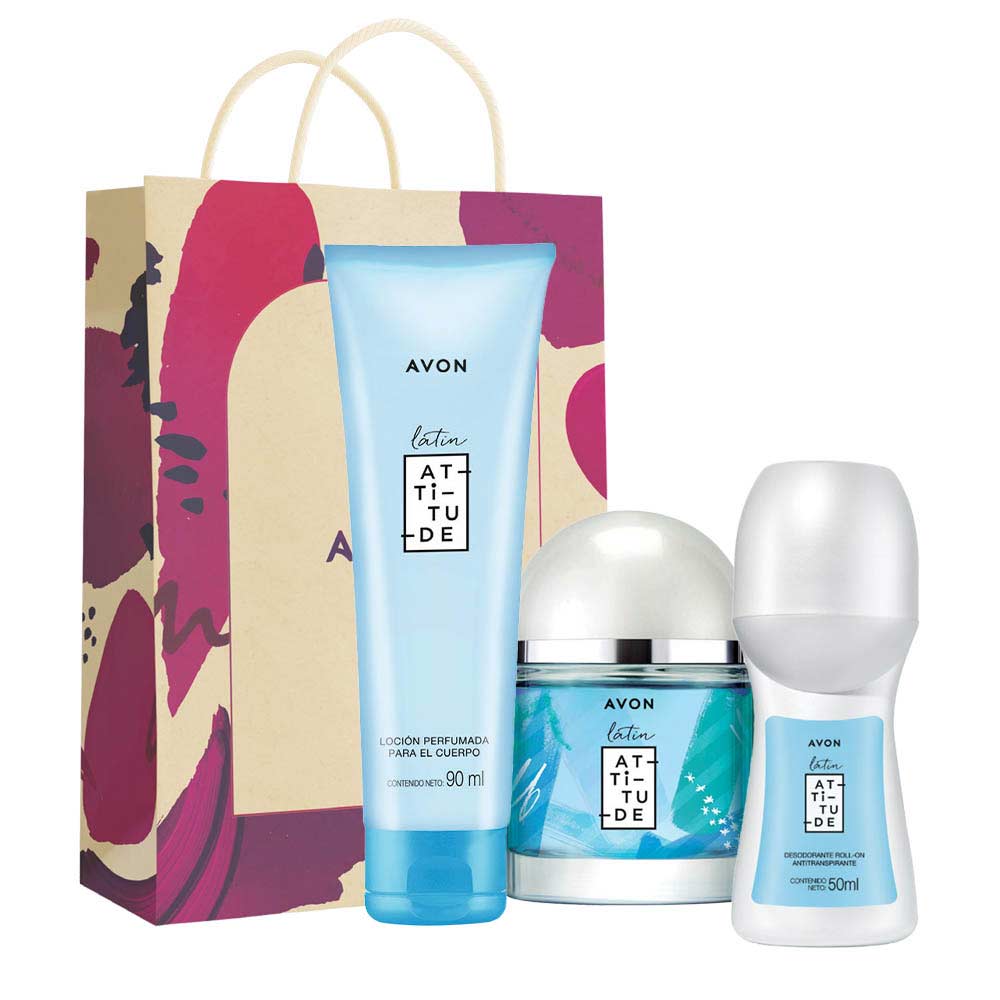 AVON
latin
AT
Ti–
TU
DE
LOCIÓN PERFUMADA
PARA EL CUERPO
CONTENIDO NETO: 90 ml
AVON
latin
AT
Ti–
TU
DE
AVON
latin
AT
Ti–
TU
DE
DESODORANTE ROLL-ON
ANTITRANSPIRANTE
CONTENIDO
NETO: 50ml